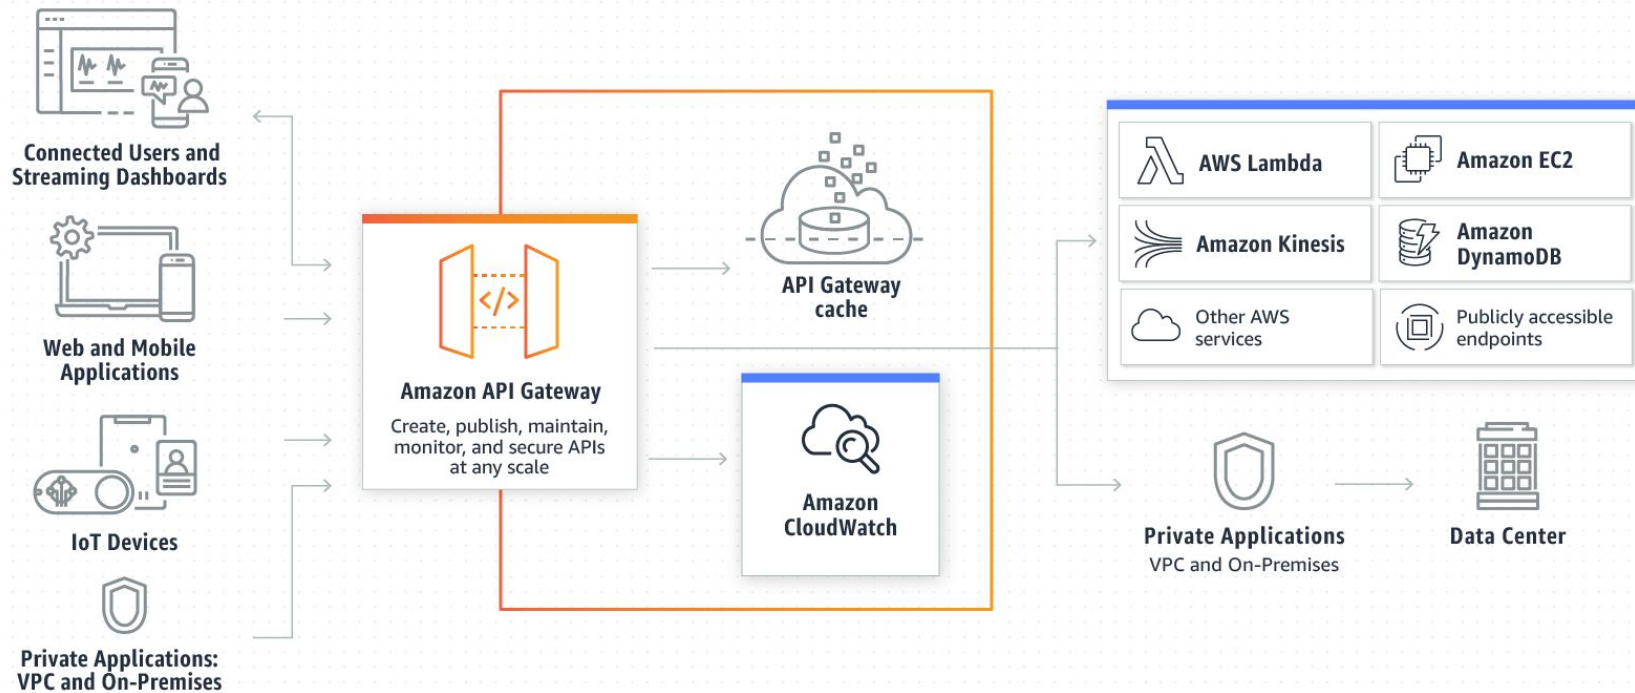 Connected Users and
Streaming Dashboards
Web and Mobile
Applications
IoT Devices
Private Applications:
VPC and On-Premises
</>
Amazon API Gateway
Create, publish, maintain,
monitor, and secure APIs
at any scale
API Gateway
cache
Amazon
CloudWatch
AWS Lambda
Amazon EC2
Amazon Kinesis
Amazon
DynamoDB
Other AWS
services
Publicly accessible
endpoints
Private Applications
VPC and On-Premises
Data Center